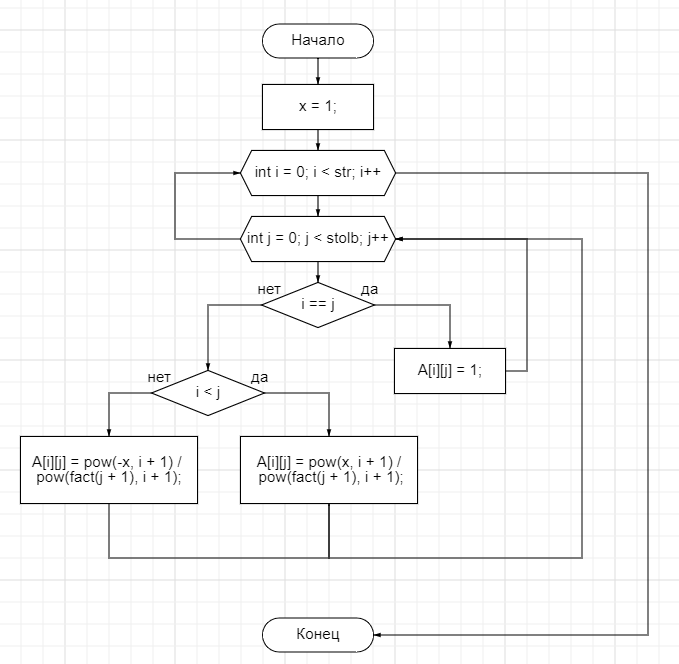 Начало
x = 1;
int i = 0; i < str; i++
int j = 0; j < stolb; j++
нет
да
i == j
A[i][j] = 1;
нет
да
i < j
A[i][j] = pow(-x, i + 1) /
pow(fact(j + 1), i + 1);
A[i][j] = pow(x, i + 1) /
pow(fact(j + 1), i + 1);
Конец